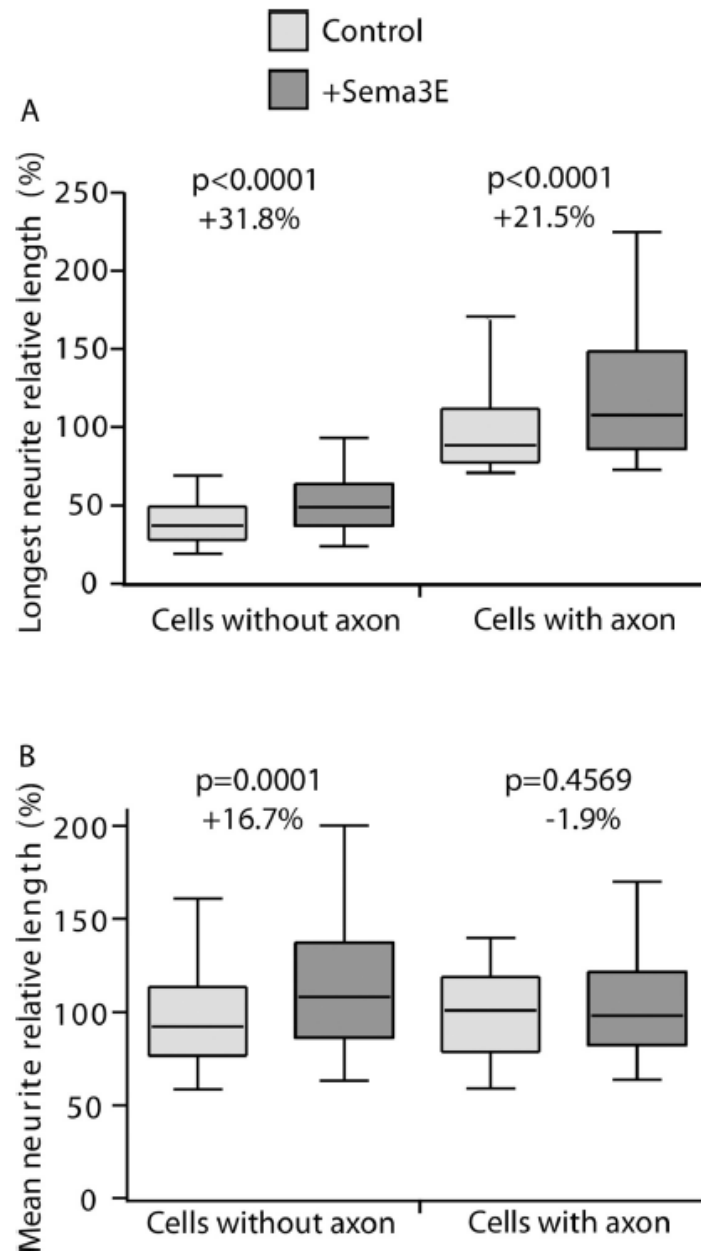 Control
+Sema3E
A
Longest neurite relative length (%)
p<0.0001
+31.8%
p<0.0001
+21.5%
250
200
150
100
50
0
Cells without axon
Cells with axon
B
Mean neurite relative length (%)
p=0.0001
+16.7%
p=0.4569
-1.9%
200
150
100
50
0
Cells without axon
Cells with axon